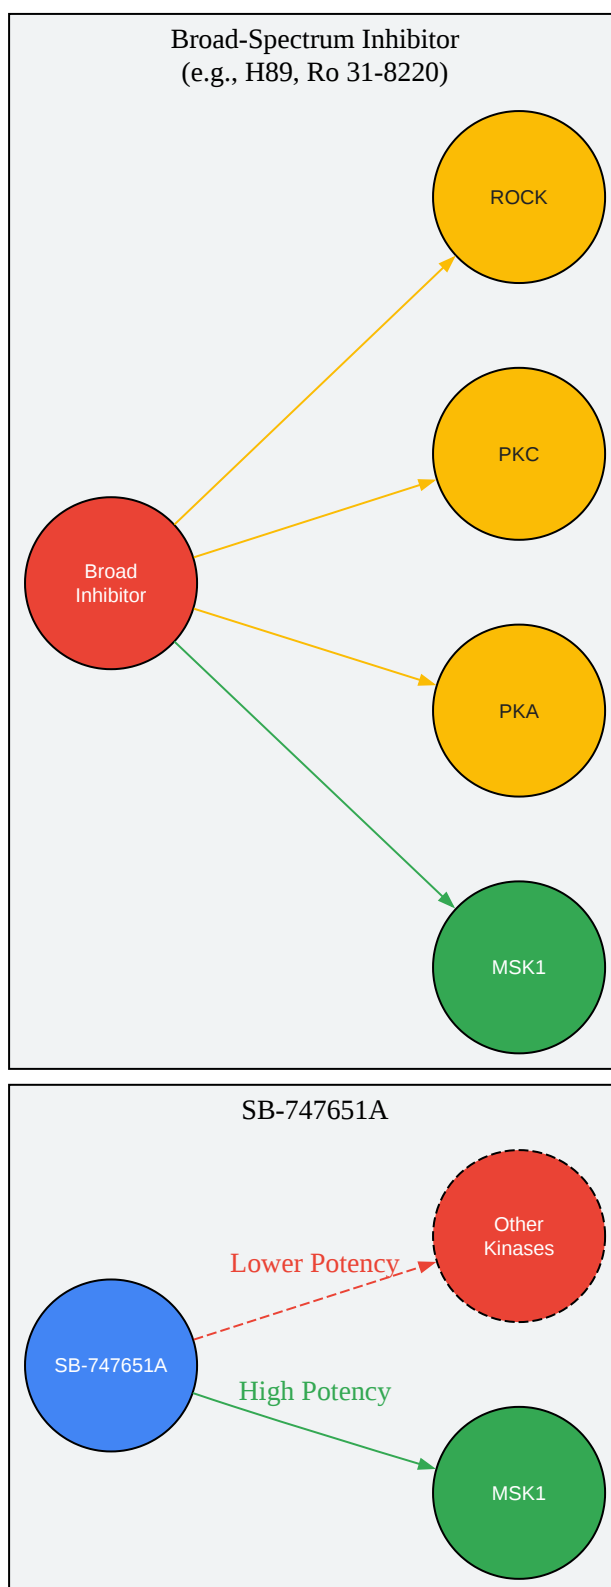 Broad-Spectrum Inhibitor
(e.g., H89, Ro 31-8220)
ROCK
PKC
Broad
Inhibitor
PKA
MSK1
SB-747651A
Other
Kinases
Lower Potency
SB-747651A
High Potency
MSK1